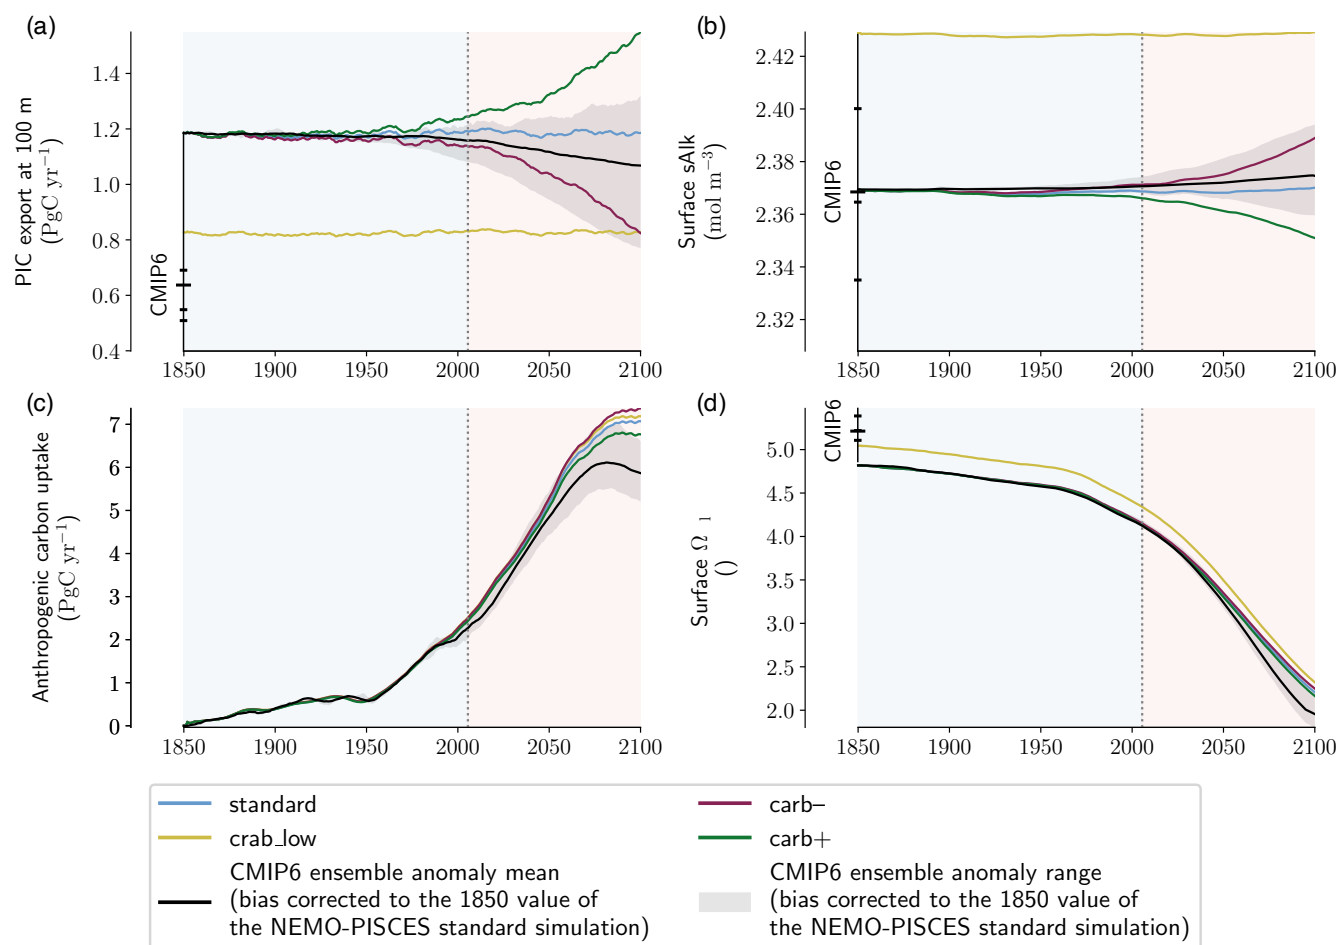 (a)
PIC export at 100 m
(PgC yr−1)
1.4
1.2
1.0
0.8
0.6
0.4
CMIP6
1850
1900
1950
2000
2050
2100
(b)
Surface sAlk
(mol m−3)
2.42
2.40
2.38
2.36
2.34
2.32
CMIP6
1850
1900
1950
2000
2050
2100
(c)
Anthropogenic carbon uptake
(PgC yr−1)
7
6
5
4
3
2
1
0
1850
1900
1950
2000
2050
2100
(d)
Surface Ω 1
()
CMIP6
5.0
4.5
4.0
3.5
3.0
2.5
2.0
1850
1900
1950
2000
2050
2100
standard
crab_low
CMIP6 ensemble anomaly mean
(bias corrected to the 1850 value of
the NEMO-PISCES standard simulation)
carb−
carb+
CMIP6 ensemble anomaly range
(bias corrected to the 1850 value of
the NEMO-PISCES standard simulation)